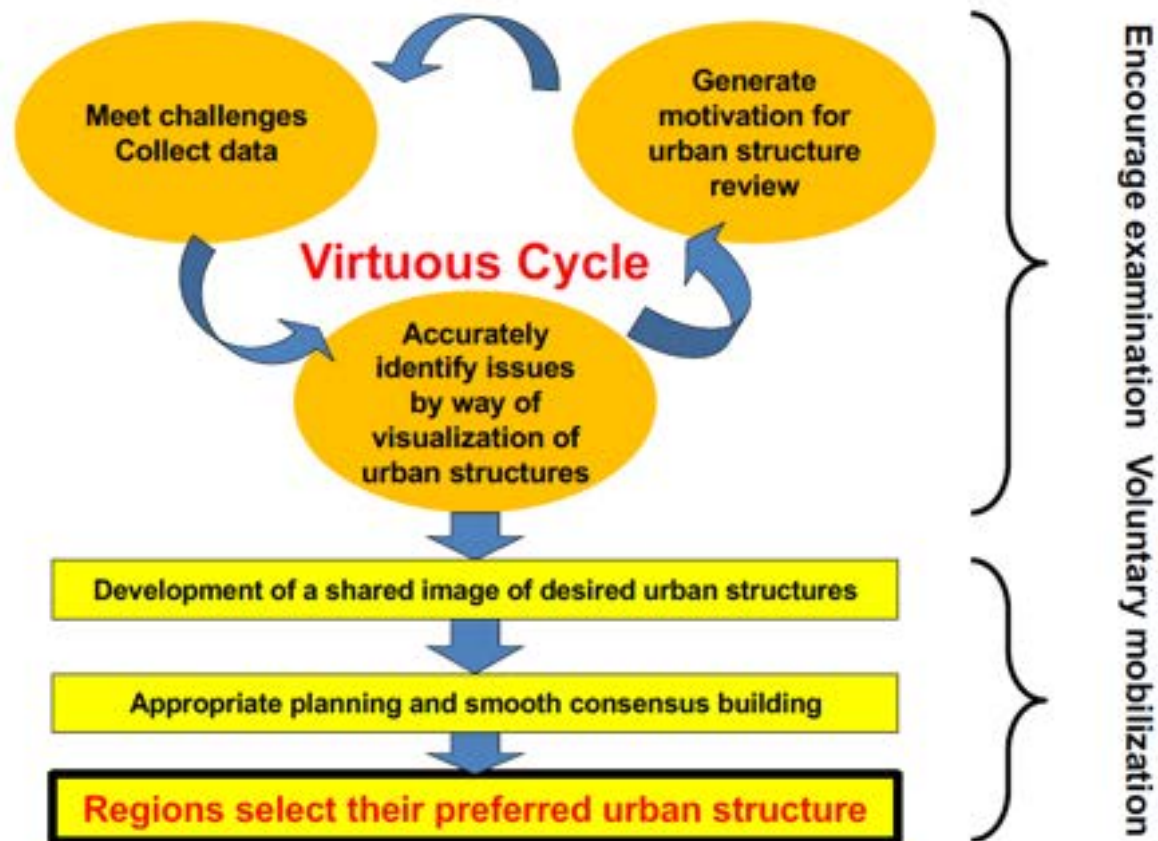 Meet challenges
Collect data
Generate
motivation for
urban structure
review
Virtuous Cycle
Accurately
identify issues
by way of
visualization of
urban structures
Development of a shared image of desired urban structures
Appropriate planning and smooth consensus building
Regions select their preferred urban structure
Encourage examination
Voluntary mobilization